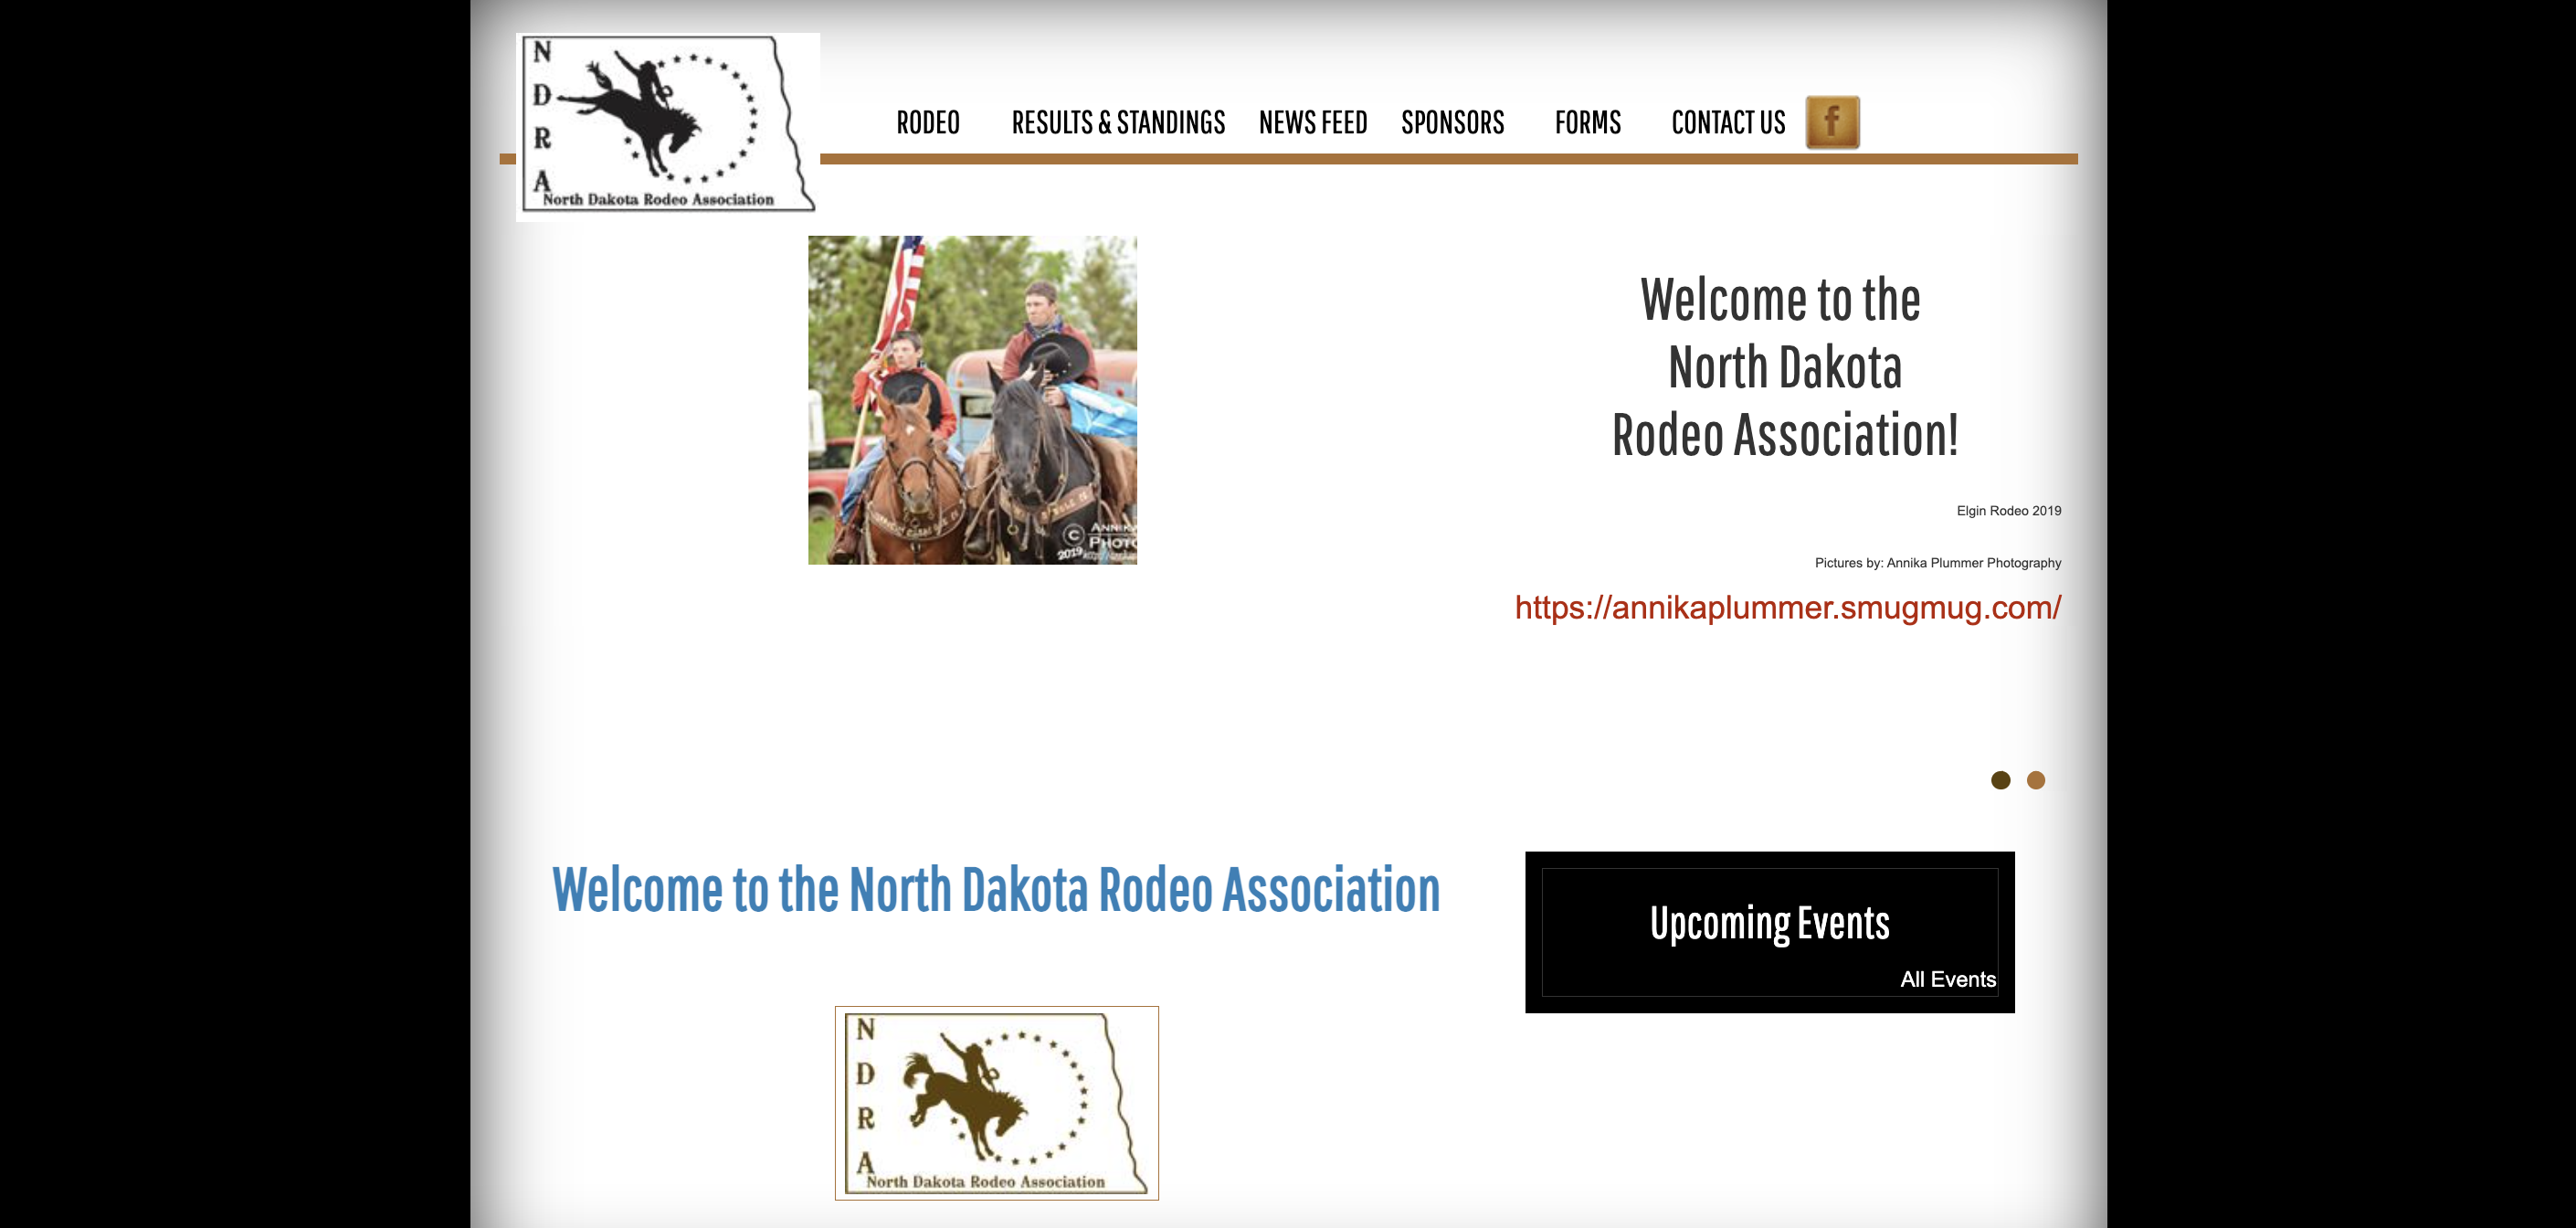 N
D
R
A
North Dakota Rodeo Association
RODEO
RESULTS & STANDINGS
NEWS FEED
SPONSORS
FORMS
CONTACT US
f
Welcome to the
North Dakota
Rodeo Association!
© ANNIK
PHOTO
2019
Elgin Rodeo 2019
Pictures by: Annika Plummer Photography
https://annikaplummer.smugmug.com/
Welcome to the North Dakota Rodeo Association
Upcoming Events
All Events
N
D
R
A
North Dakota Rodeo Association